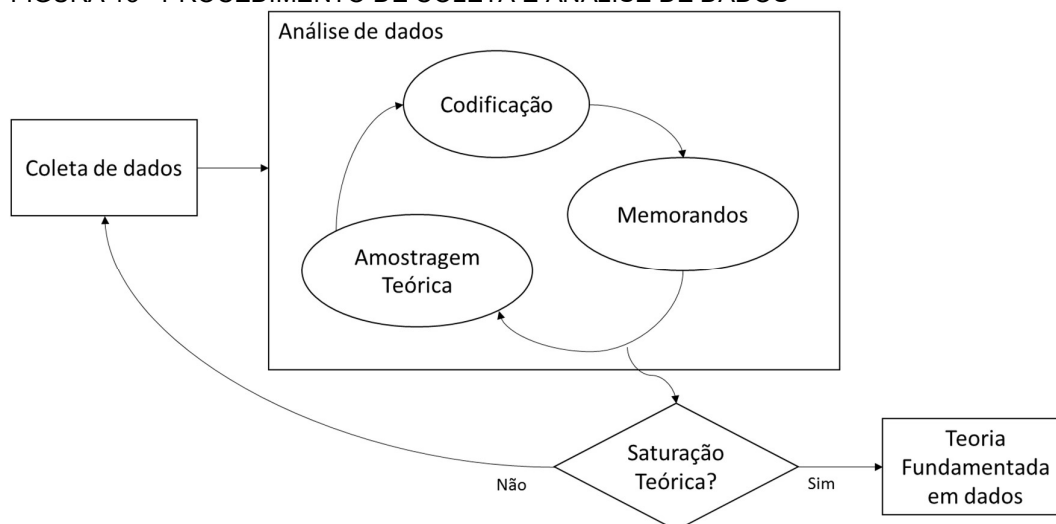 Análise de dados
Codificação
Coleta de dados
Memorandos
Amostragem
Teórica
Saturação
Teórica?
Não
Sim
Teoria
Fundamentada
em dados